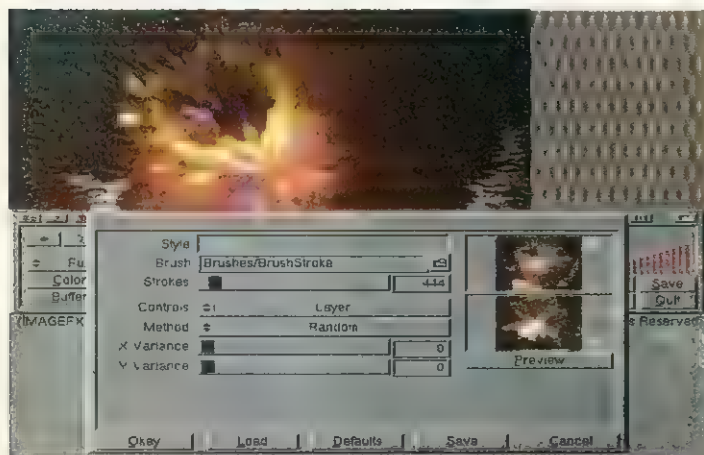 Style
Brush Brushes/BrushStroke
Strokes 444
Controls Layer
Method Random
X Variance 0
Y Variance 0
Preview
Okay Load Defaults Save Cancel
Color
Buffer
IMAGEFX
Save
Quit
Reserved